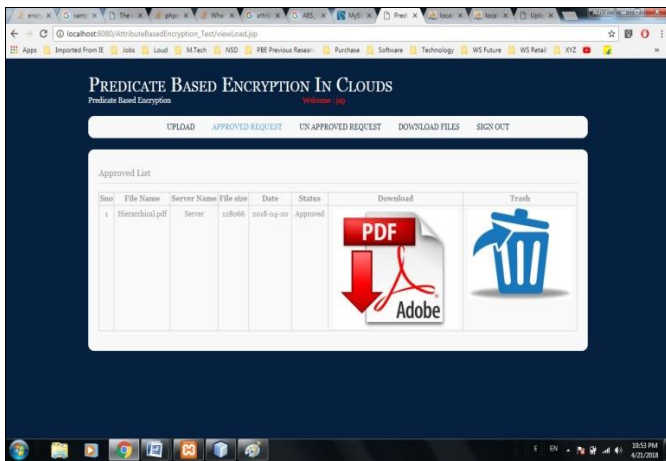 The
localhost:8080/AttributeBasedEncryption_Test/viewLoad.jsp
Apps Imported From IE Jobs Loud M.Tech NSD PBE Previous Resear Purchase Software Technology WS Future WS Retail XYZ
PREDICATE BASED ENCRYPTION IN CLOUDS
Predicate Based Encryption Welcome : jap
UPLOAD APPROVED REQUEST UN APPROVED REQUEST DOWNLOAD FILES SIGN OUT
Approved List
Sno File Name Server Name File size Date Status Download Trash
1 Hierarchical.pdf Server 128066 2018-04-20 Approved
PDF
Adobe
EN 10:53 PM
4/21/2018